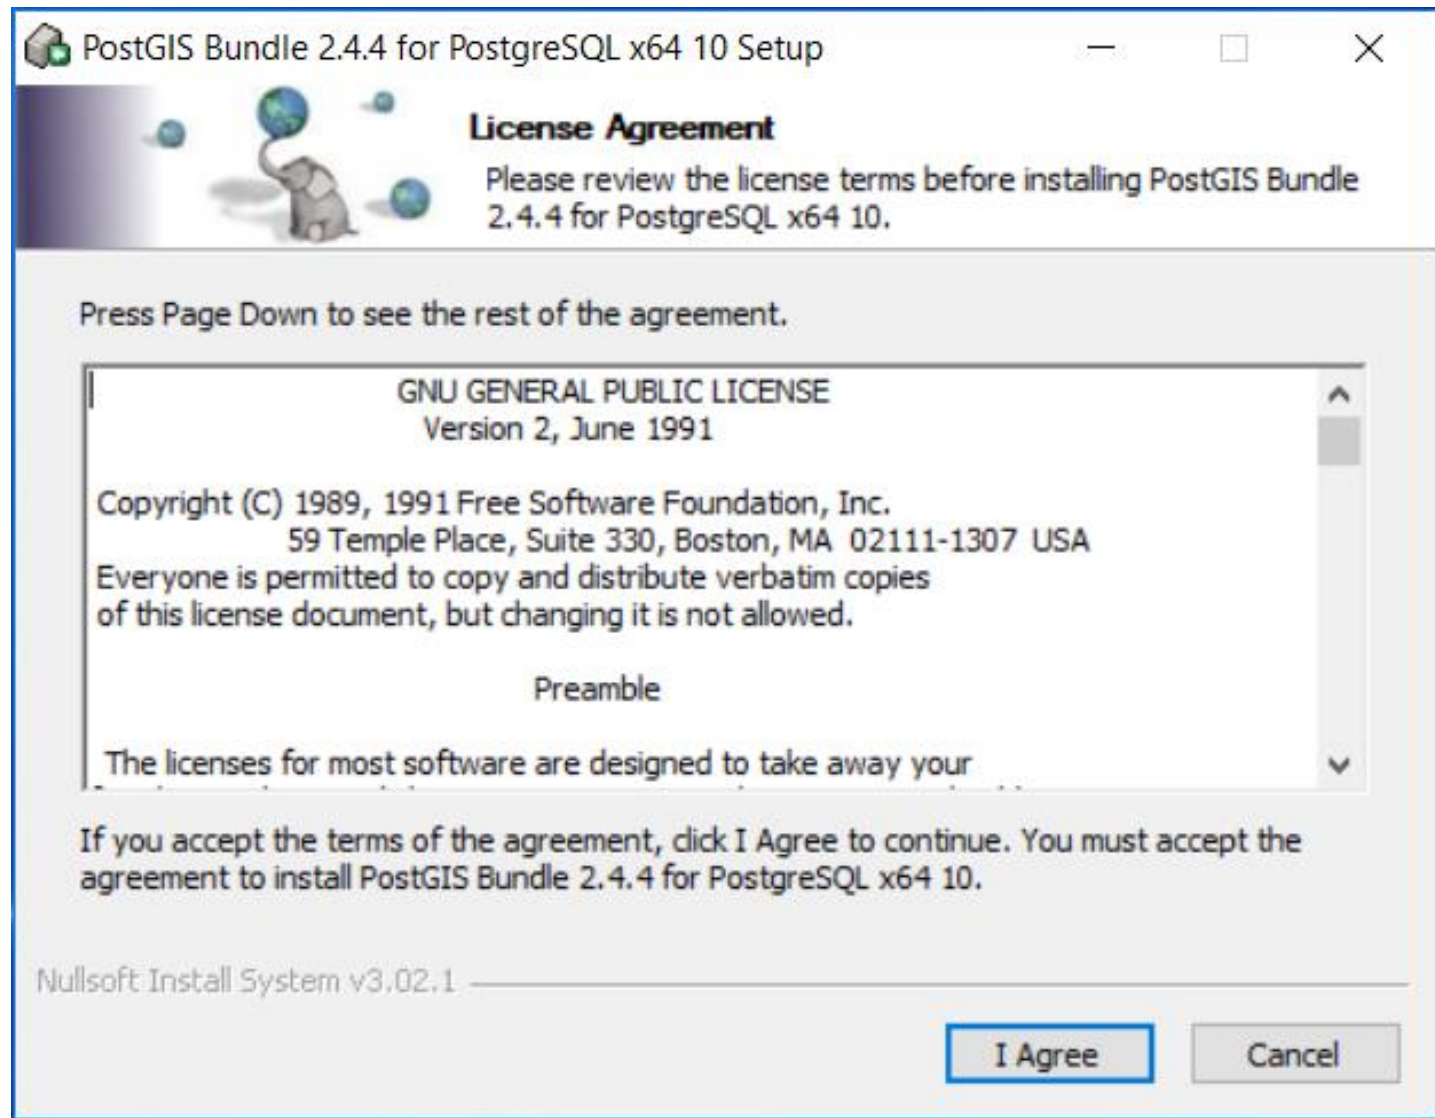 PostGIS Bundle 2.4.4 for PostgreSQL x64 10 Setup
License Agreement
Please review the license terms before installing PostGIS Bundle
2.4.4 for PostgreSQL x64 10.
Press Page Down to see the rest of the agreement.
GNU GENERAL PUBLIC LICENSE
Version 2, June 1991
Copyright (C) 1989, 1991 Free Software Foundation, Inc.
59 Temple Place, Suite 330, Boston, MA 02111-1307 USA
Everyone is permitted to copy and distribute verbatim copies
of this license document, but changing it is not allowed.
Preamble
The licenses for most software are designed to take away your
If you accept the terms of the agreement, click I Agree to continue. You must accept the
agreement to install PostGIS Bundle 2.4.4 for PostgreSQL x64 10.
Nullsoft Install System v3.02.1
I Agree
Cancel